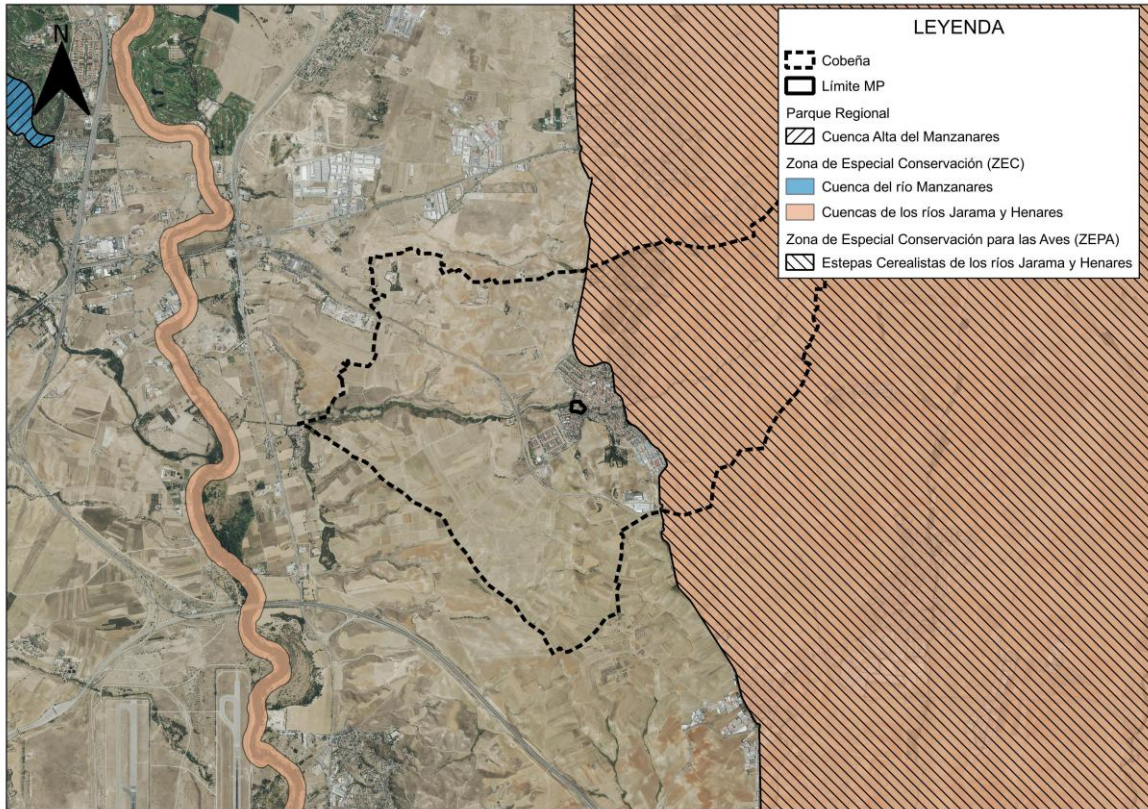 N
LEYENDA
Cobeña
Límite MP
Parque Regional
Cuenca Alta del Manzanares
Zona de Especial Conservación (ZEC)
Cuenca del río Manzanares
Cuencas de los ríos Jarama y Henares
Zona de Especial Conservación para las Aves (ZEPA)
Estepas Cerealistas de los ríos Jarama y Henares